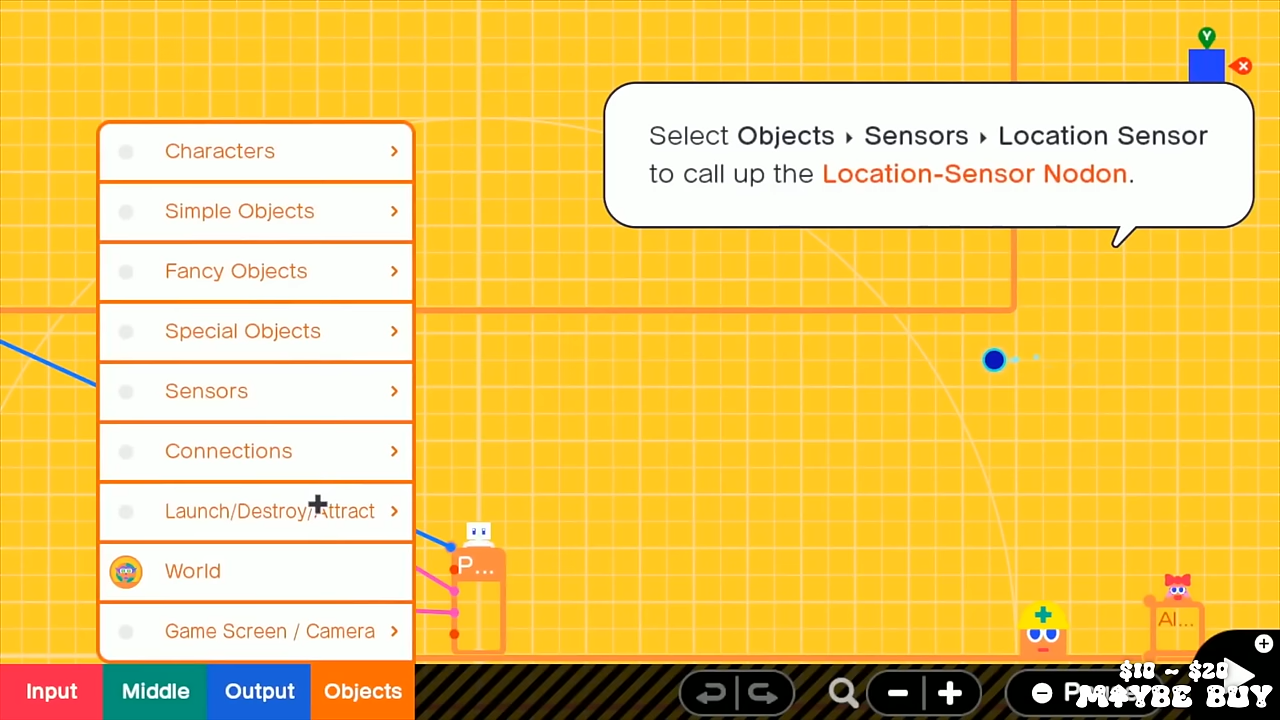 Y
Select Objects ▸ Sensors ▸ Location Sensor
to call up the Location-Sensor Nodon.
Characters
Simple Objects
Fancy Objects
Special Objects
Sensors
Connections
Launch/Destroy/Attract
World
Game Screen / Camera
P...
Al...
Input
Middle
Output
Objects
$10 ~ $20
MAYBE BUY